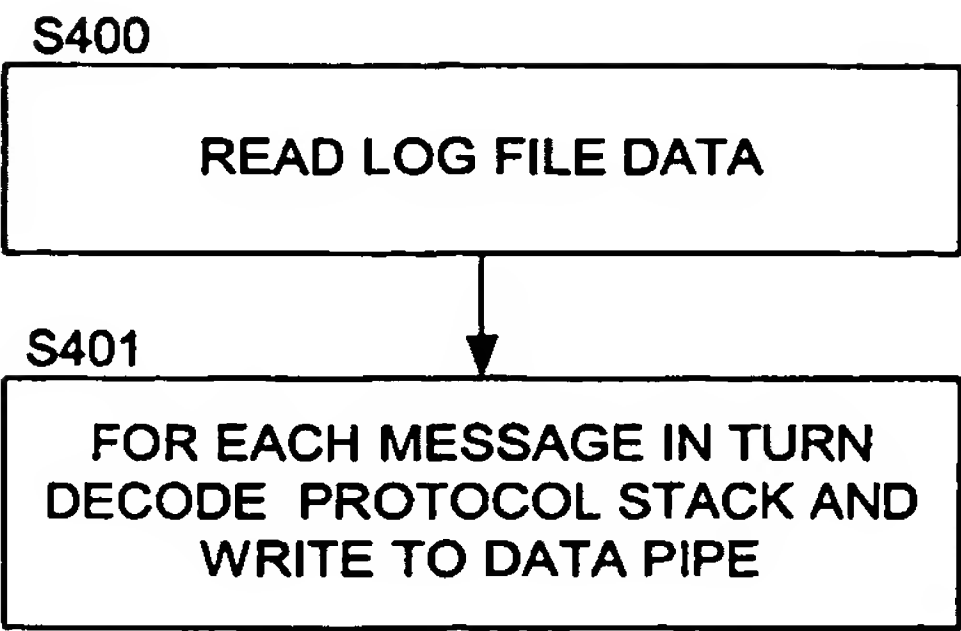 S400
READ LOG FILE DATA
S401
FOR EACH MESSAGE IN TURN
DECODE PROTOCOL STACK AND
WRITE TO DATA PIPE